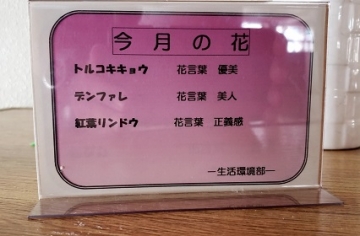 今月の花
トルコキキョウ 花言葉 優美
デンファレ 花言葉 美人
紅葉リンドウ 花言葉 正義感
―生活環境部―